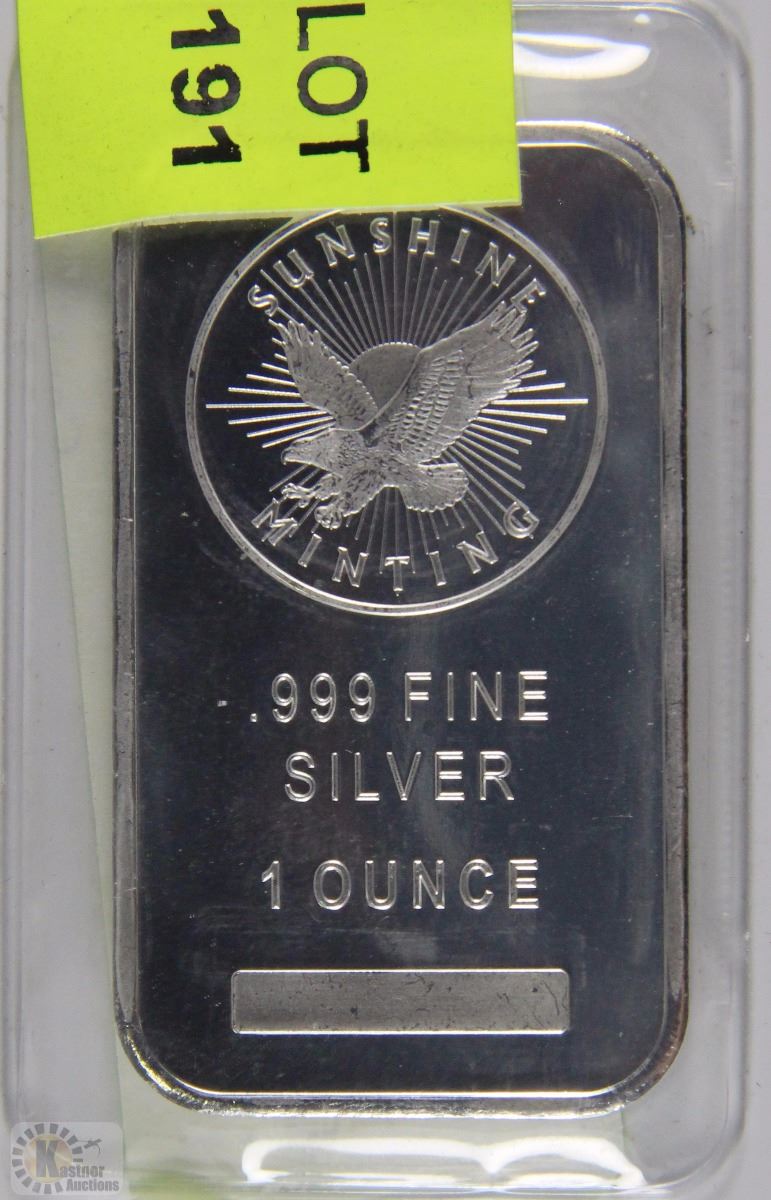 LOT
191
SUNSHINE
MINTING
.999 FINE
SILVER
1 OUNCE
Kastner
Auctions